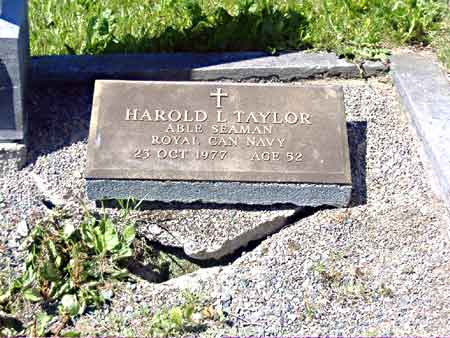 HAROLD L TAYLOR
ABLE SEAMAN
ROYAL CAN NAVY
23 OCT 1977 AGE 52